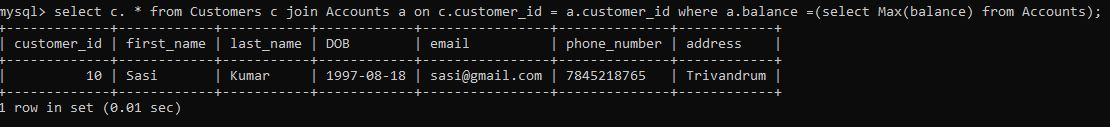 mysql> select c. * from Customers c join Accounts a on c.customer_id = a.customer_id where a.balance =(select Max(balance) from Accounts);
+-------------+------------+-----------+------------+----------------+--------------+------------+
| customer_id | first_name | last_name | DOB        | email          | phone_number | address    |
+-------------+------------+-----------+------------+----------------+--------------+------------+
|          10 | Sasi       | Kumar     | 1997-08-18 | sasi@gmail.com | 7845218765   | Trivandrum |
+-------------+------------+-----------+------------+----------------+--------------+------------+
1 row in set (0.01 sec)